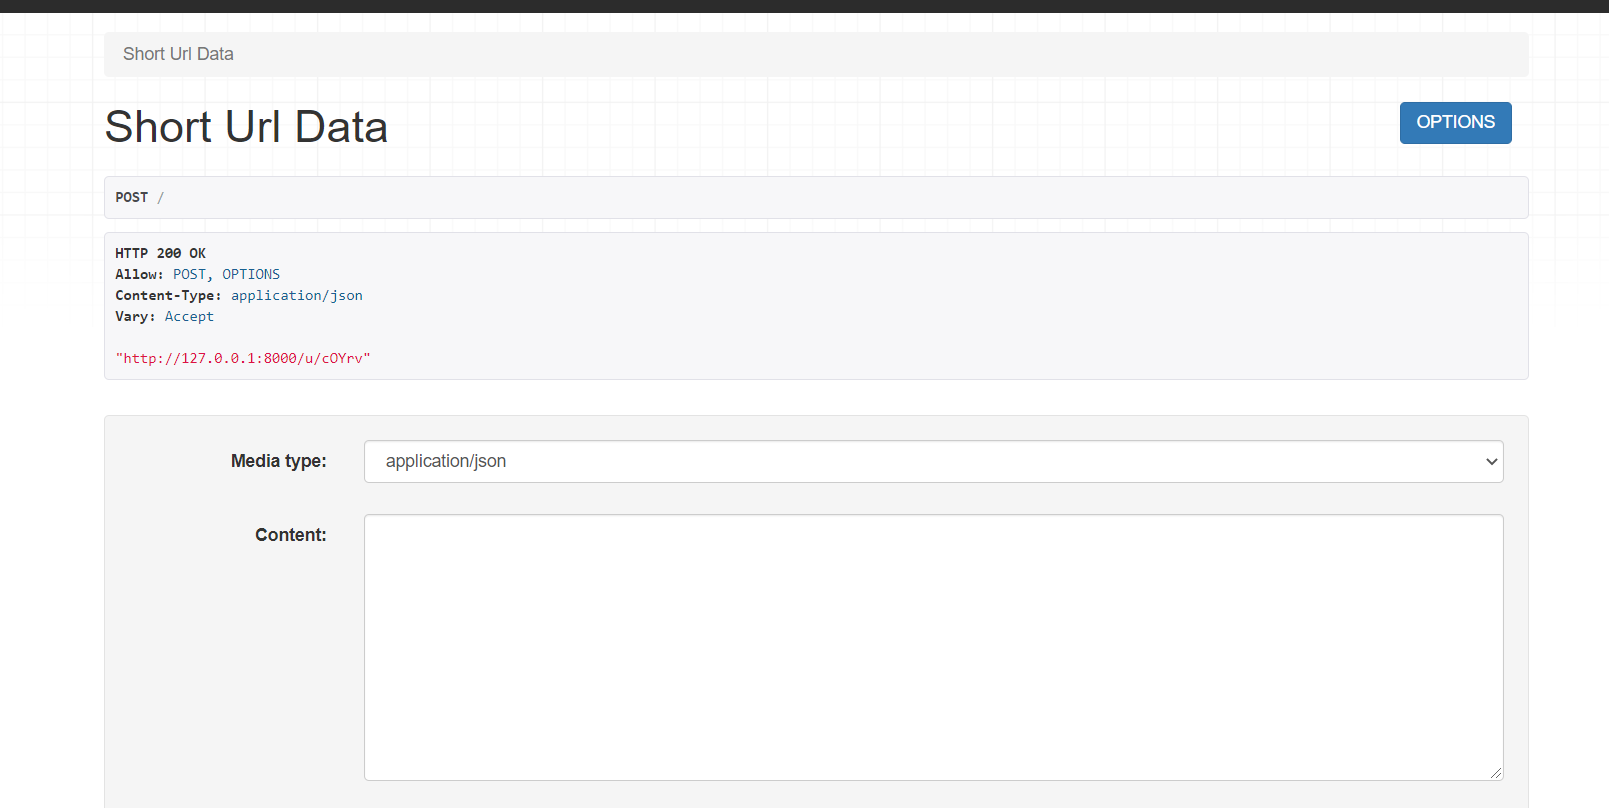 Short Url Data
Short Url Data
OPTIONS
POST /
HTTP 200 OK
Allow: POST, OPTIONS
Content-Type: application/json
Vary: Accept
"http://127.0.0.1:8000/u/cOYrv"
Media type:
application/json
Content: